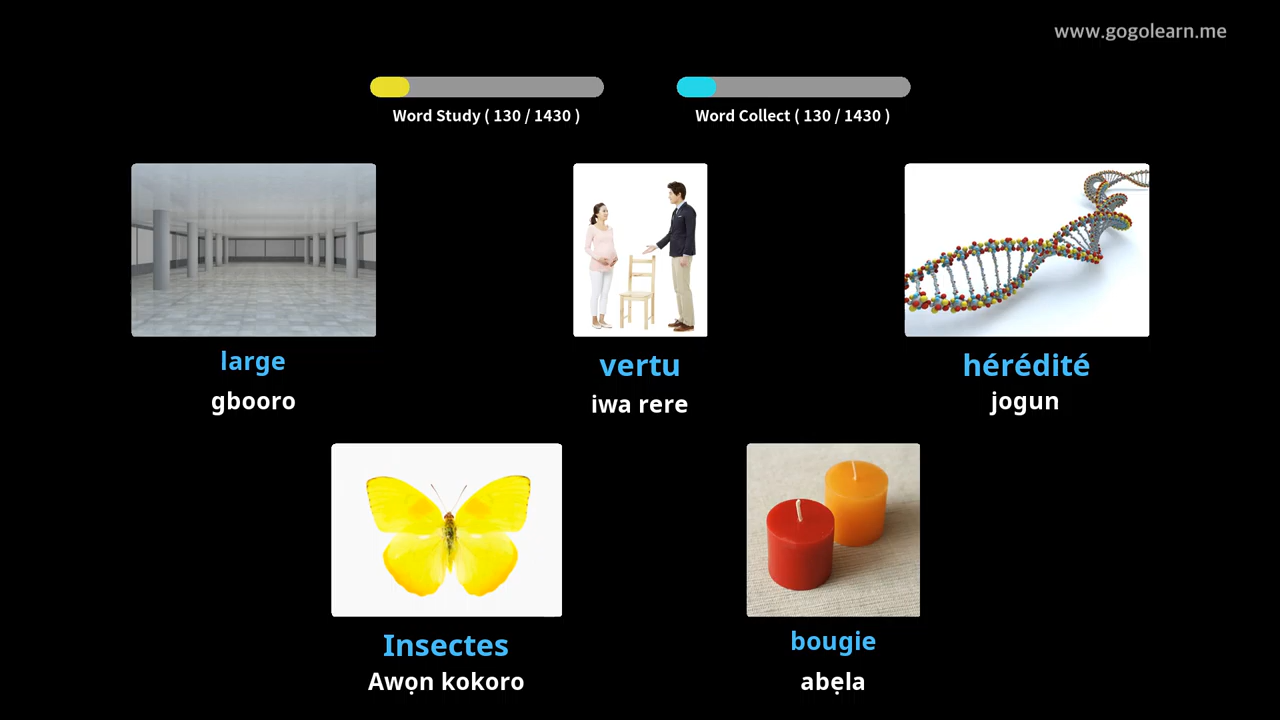 www.gogolearn.me
Word Study ( 130 / 1430 )
Word Collect ( 130 / 1430 )
large
gbooro
vertu
iwa rere
hérédité
jogun
Insectes
Awọn kokoro
bougie
abẹla